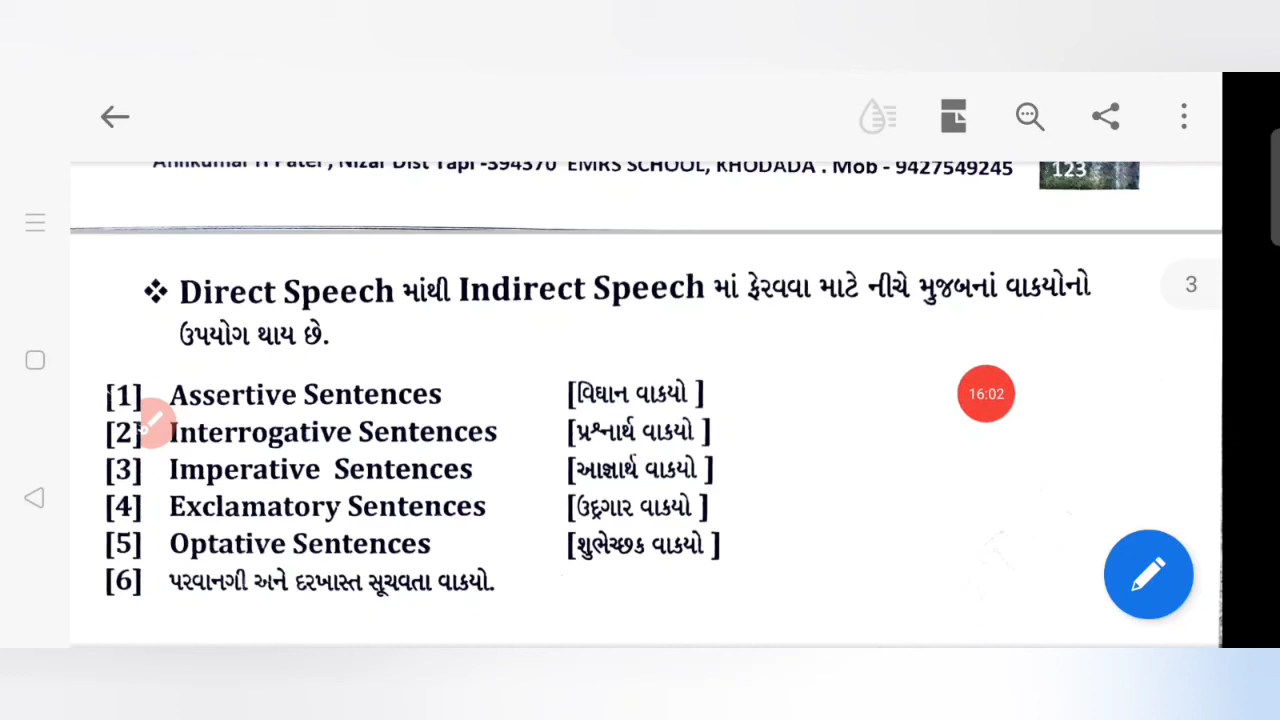 Anilkumar H Patel , Nizar Dist Tapi -394370 EMRS SCHOOL, KHODADA . Mob - 9427549245
123
❖ Direct Speech માંથી Indirect Speech માં ફેરવવા માટે નીચે મુજબનાં વાકયોનો
ઉપયોગ થાય છે.
3
[1] Assertive Sentences [વિધાન વાકયો ]
16:02
[2] Interrogative Sentences [પ્રશ્નાર્થ વાકયો ]
[3] Imperative Sentences [આજ્ઞાર્થ વાકયો ]
[4] Exclamatory Sentences [ઉદ્દગાર વાકયો ]
[5] Optative Sentences [શુભેચ્છક વાકયો ]
[6] પરવાનગી અને દરખાસ્ત સૂચવતા વાકયો.